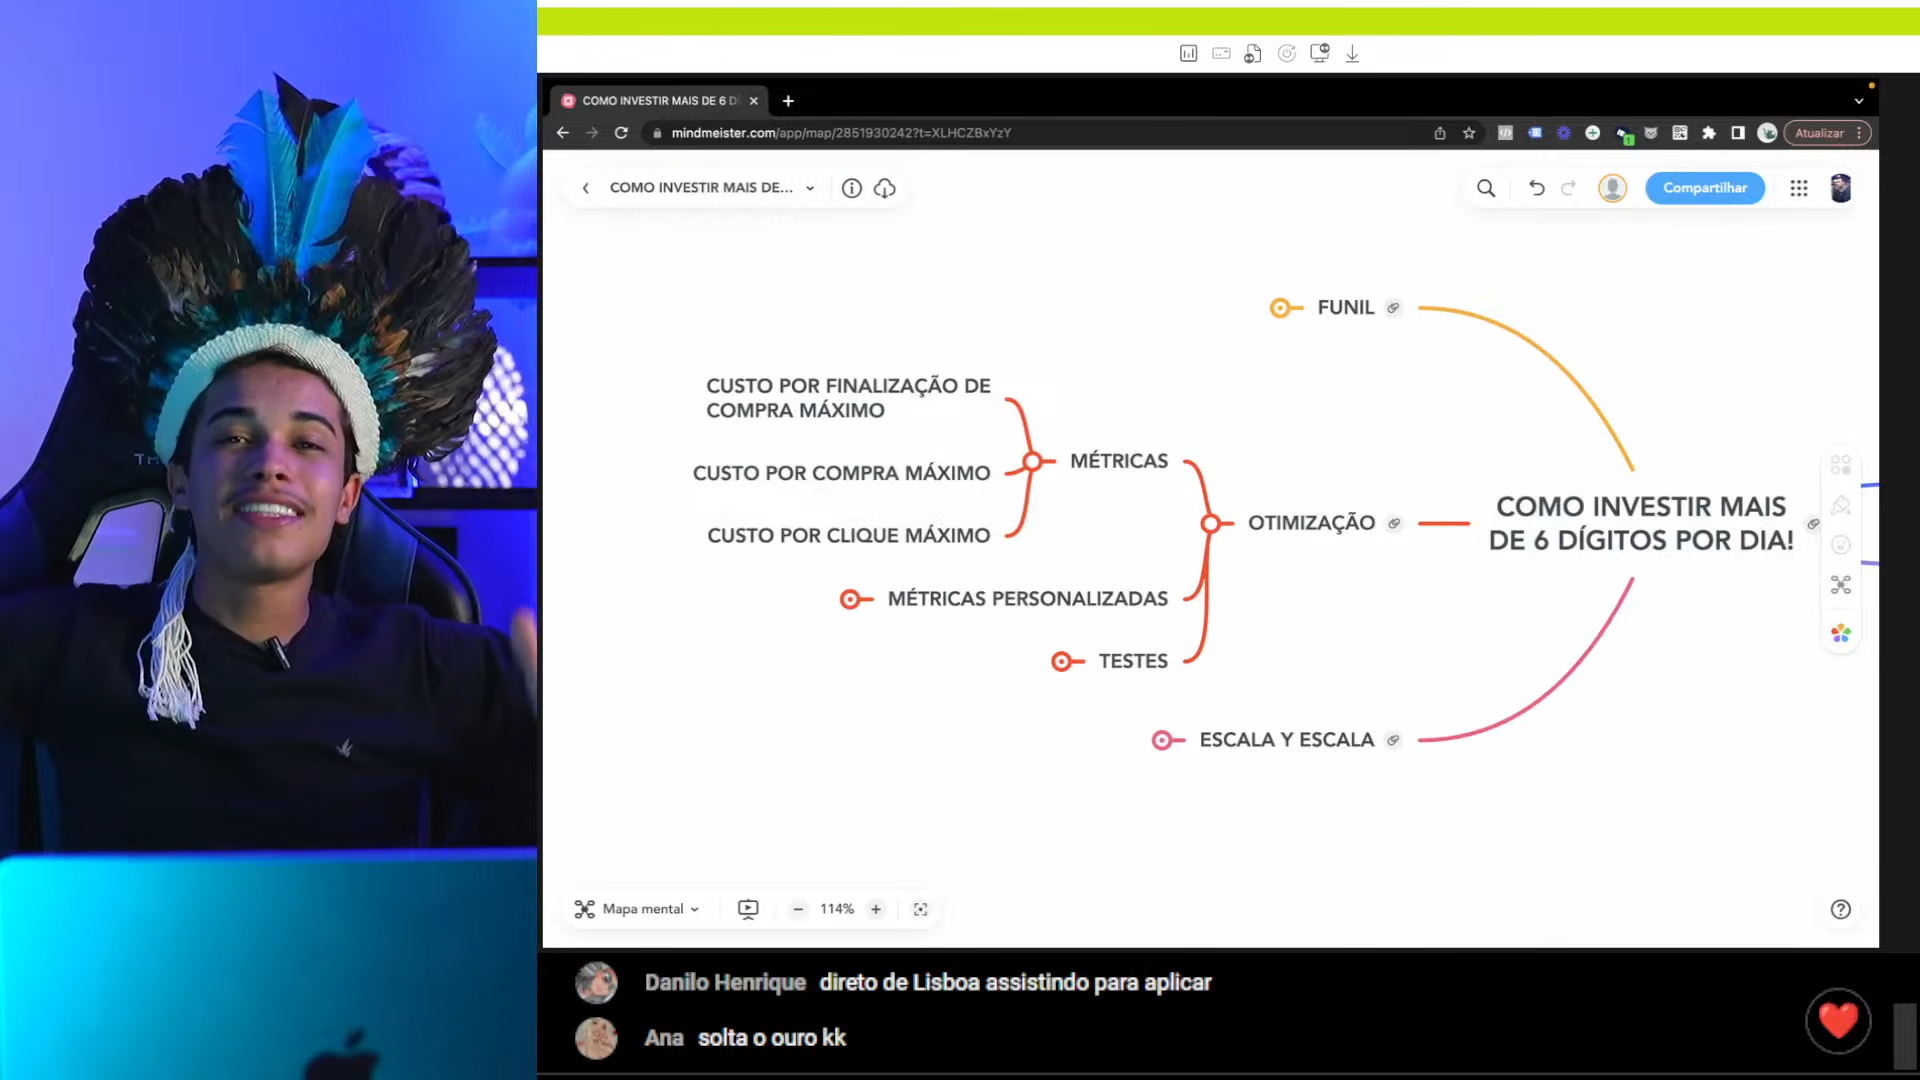 COMO INVESTIR MAIS DE 6 D
mindmeister.com/app/map/2851930242?t=XLHCZBxYzY
Atualizar
COMO INVESTIR MAIS DE...
Compartilhar
FUNIL
CUSTO POR FINALIZAÇÃO DE
COMPRA MÁXIMO
MÉTRICAS
CUSTO POR COMPRA MÁXIMO
CUSTO POR CLIQUE MÁXIMO
OTIMIZAÇÃO
COMO INVESTIR MAIS
DE 6 DÍGITOS POR DIA!
MÉTRICAS PERSONALIZADAS
TESTES
ESCALA Y ESCALA
Mapa mental
114%
Danilo Henrique direto de Lisboa assistindo para aplicar
Ana solta o ouro kk